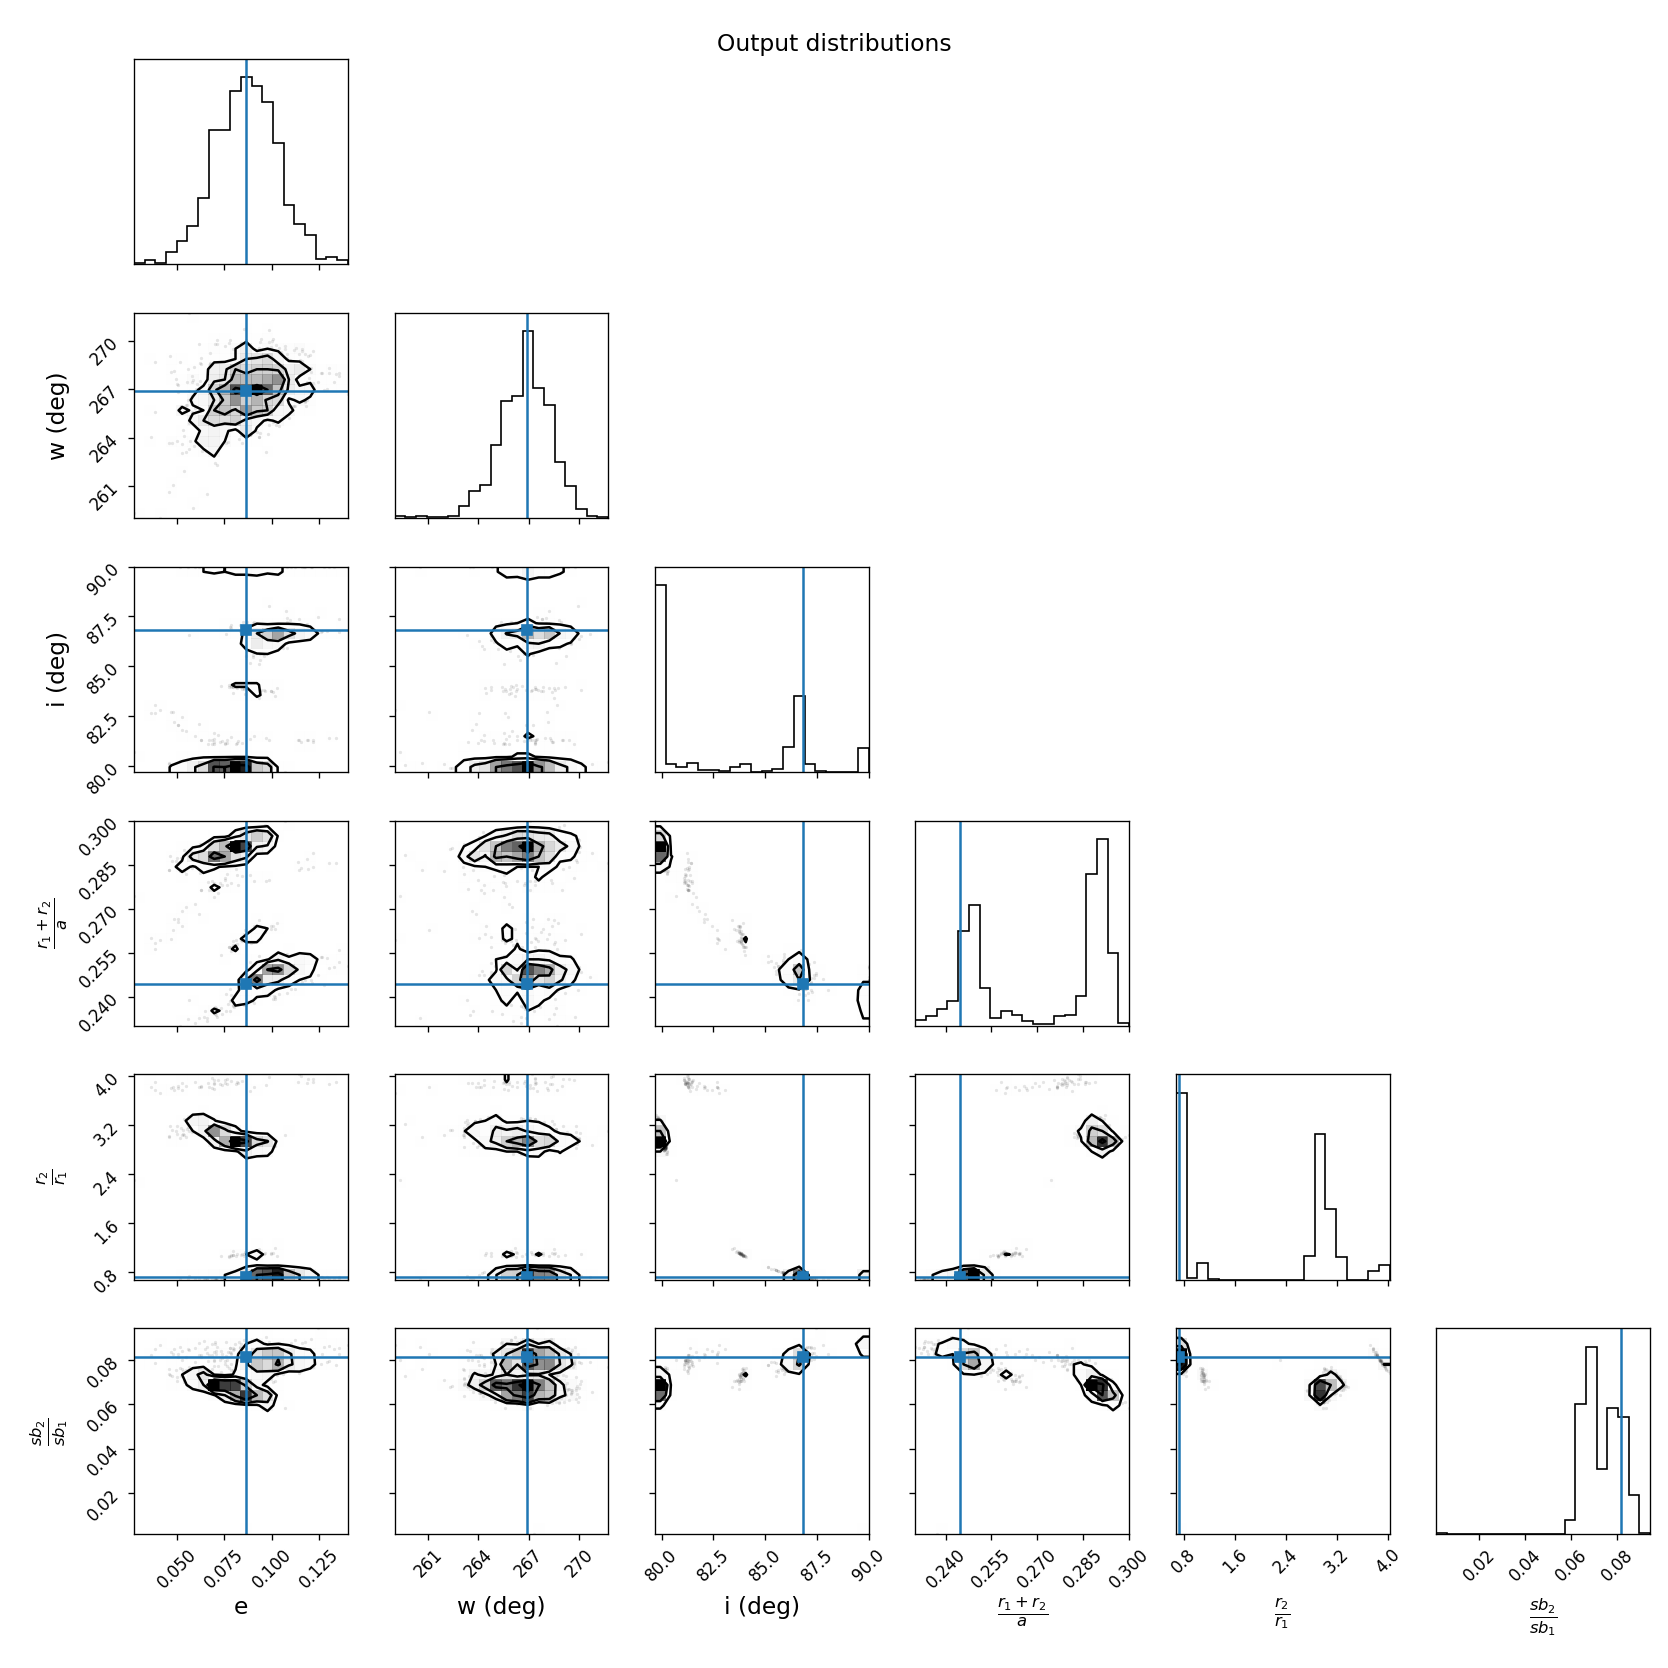 Output distributions
w (deg)
270
267
264
261
i (deg)
90.0
87.5
85.0
82.5
80.0
r₁ + r₂
a
0.300
0.285
0.270
0.255
0.240
r₂
r₁
4.0
3.2
2.4
1.6
0.8
sb₂
sb₁
0.08
0.06
0.04
0.02
0.050 0.075 0.100 0.125
261 264 267 270
80.0 82.5 85.0 87.5 90.0
0.240 0.255 0.270 0.285 0.300
0.8 1.6 2.4 3.2 4.0
0.02 0.04 0.06 0.08
e
w (deg)
i (deg)
r₁ + r₂
a
r₂
r₁
sb₂
sb₁